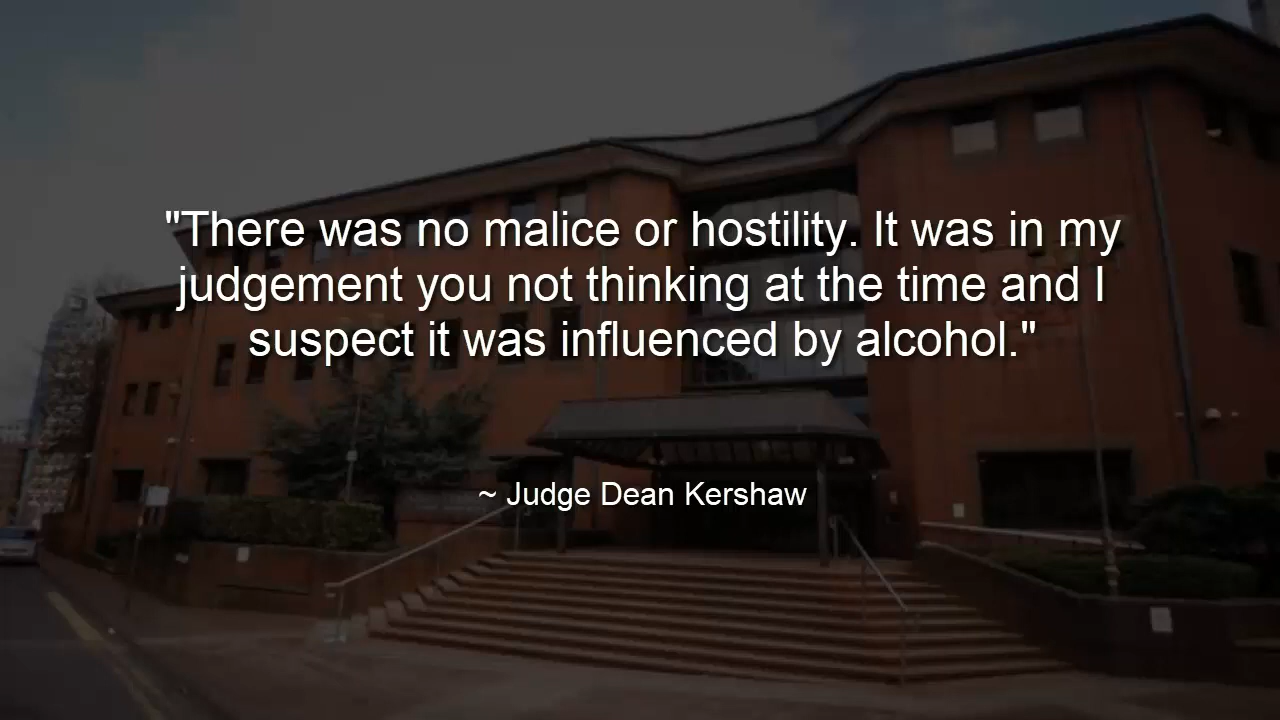 "There was no malice or hostility. It was in my
judgement you not thinking at the time and I
suspect it was influenced by alcohol."
~ Judge Dean Kershaw